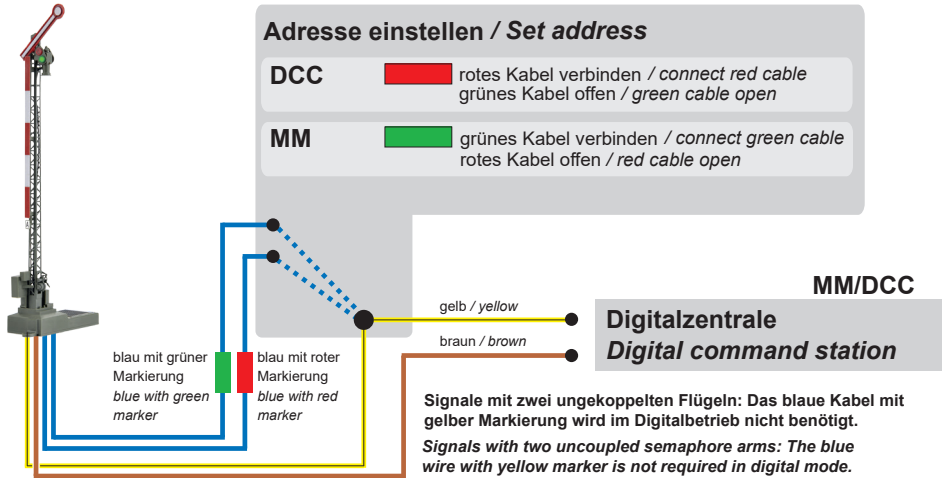 Adresse einstellen / Set address
DCC
rotes Kabel verbinden / connect red cable
grünes Kabel offen / green cable open
MM
grünes Kabel verbinden / connect green cable
rotes Kabel offen / red cable open
MM/DCC
gelb / yellow
Digitalzentrale
braun / brown
Digital command station
blau mit grüner
Markierung
blue with green
marker
blau mit roter
Markierung
blue with red
marker
Signale mit zwei ungekoppelten Flügeln: Das blaue Kabel mit
gelber Markierung wird im Digitalbetrieb nicht benötigt.
Signals with two uncoupled semaphore arms: The blue
wire with yellow marker is not required in digital mode.